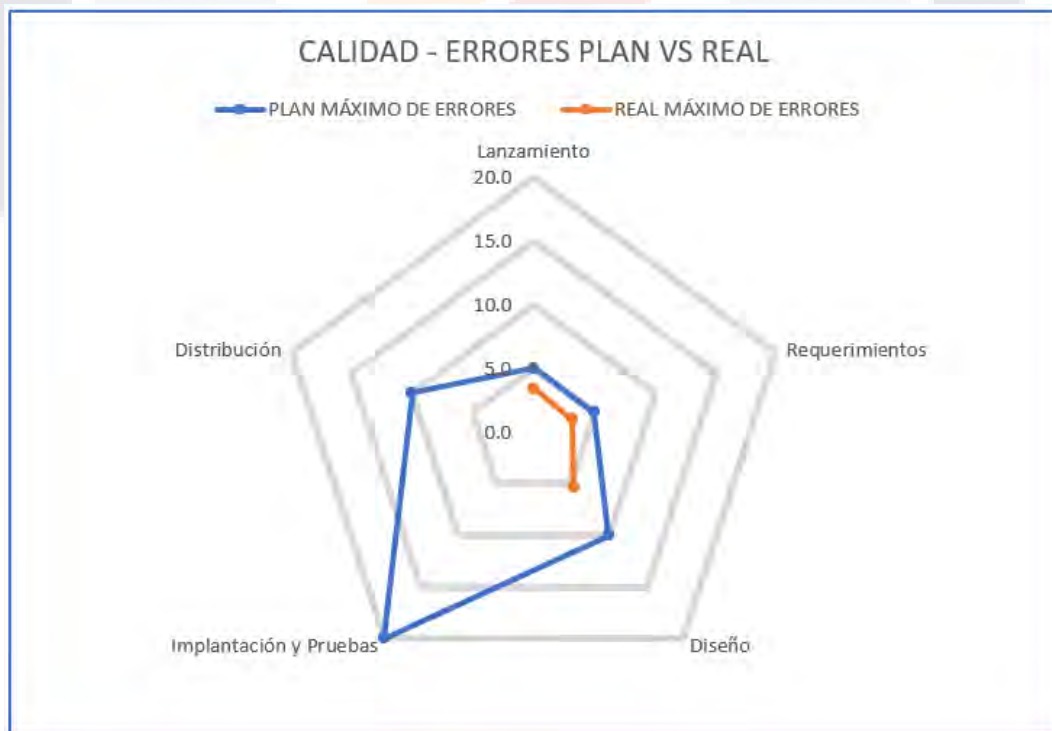 CALIDAD - ERRORES PLAN VS REAL
PLAN MÁXIMO DE ERRORES
REAL MÁXIMO DE ERRORES
Lanzamiento
20.0
15.0
10.0
5.0
0.0
Distribución
Requerimientos
Implantación y Pruebas
Diseño